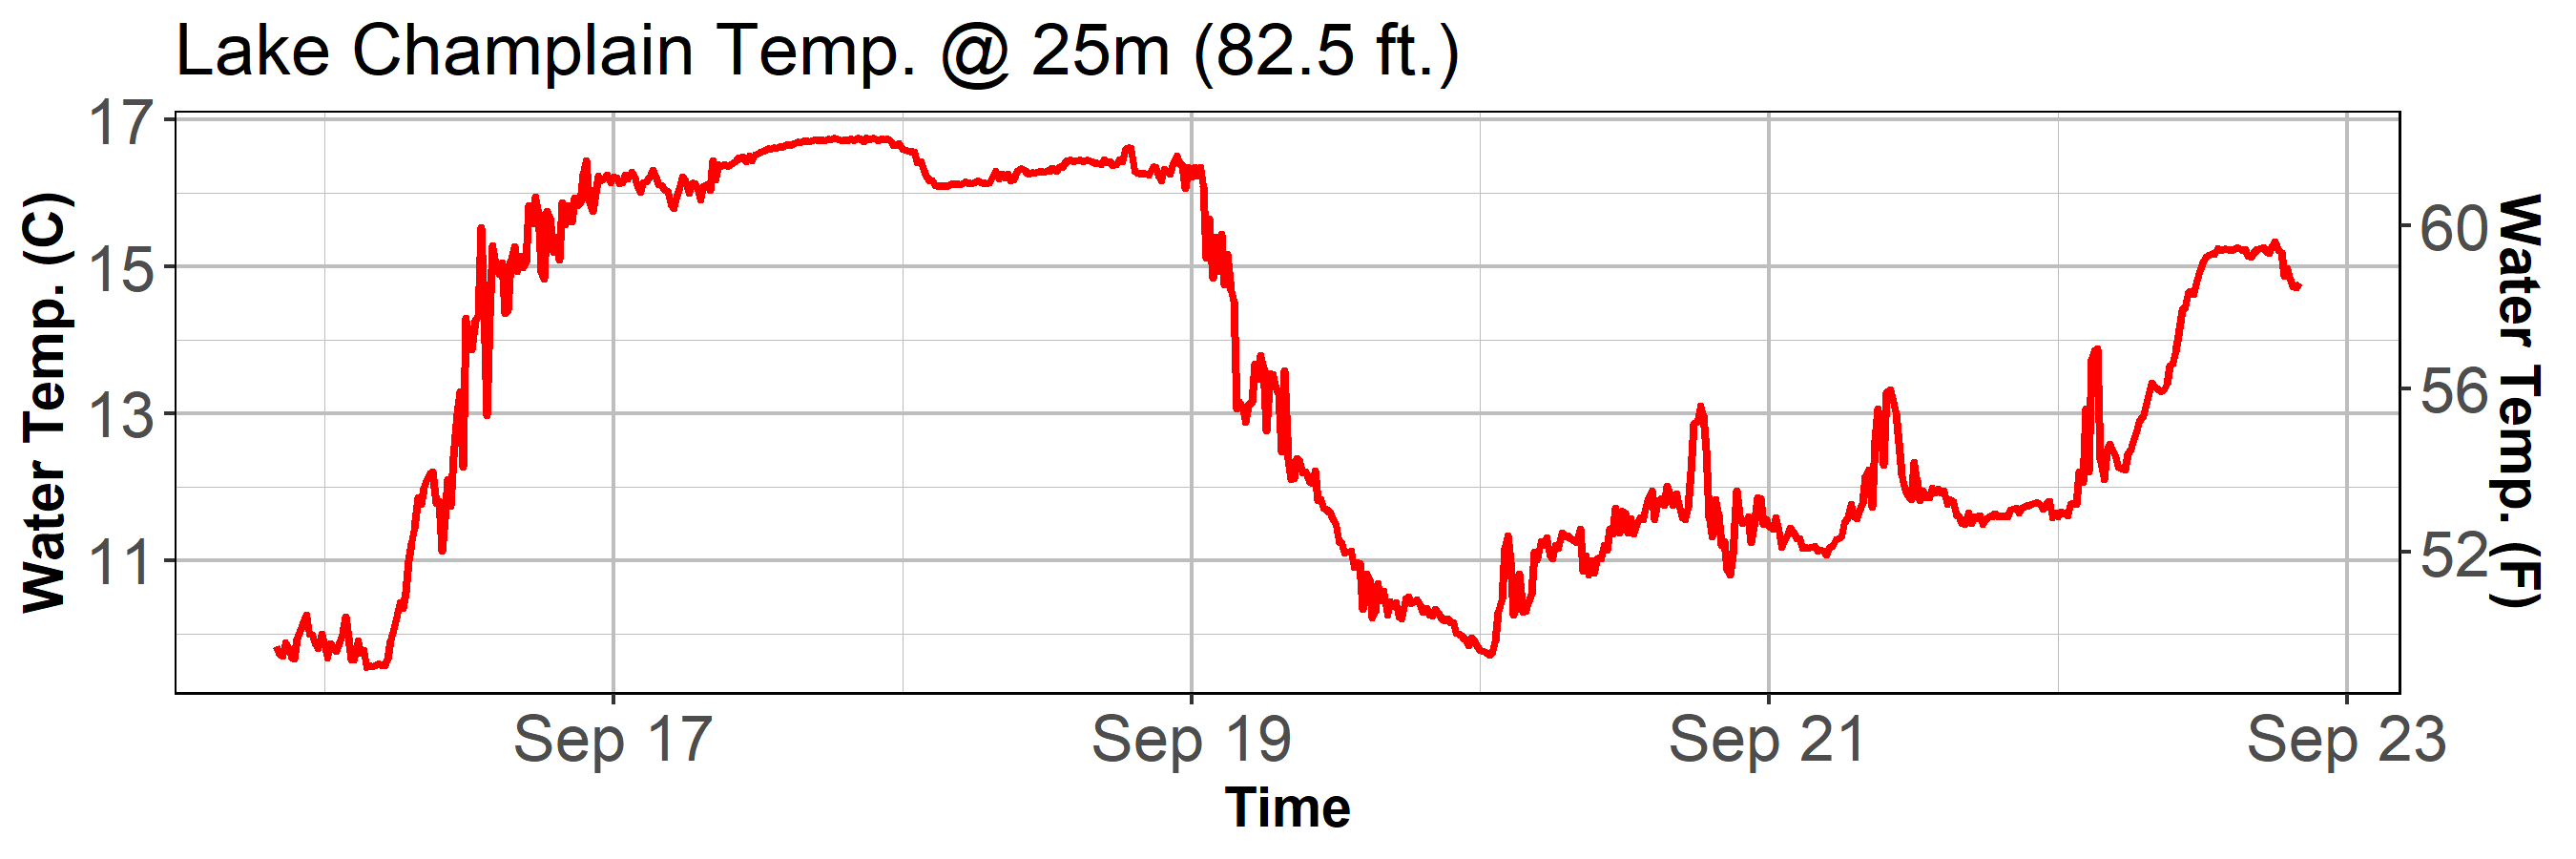 Lake Champlain Temp. @ 25m (82.5 ft.)
Water Temp. (C)
17
15
13
11
60
56
52
Water Temp. (F)
Sep 17
Sep 19
Sep 21
Sep 23
Time